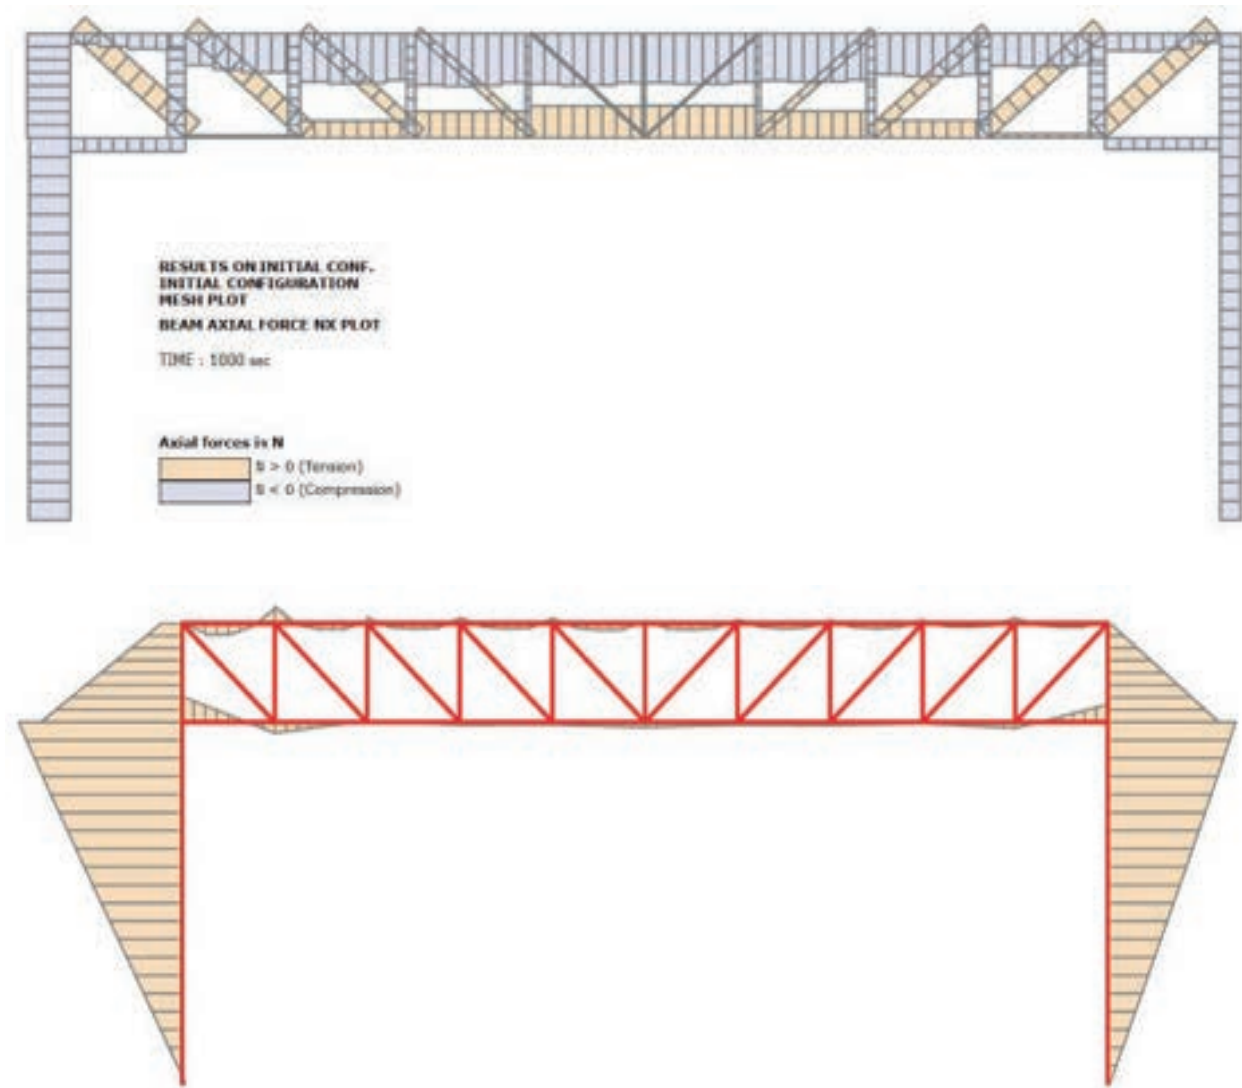 RESULTS ON INITIAL CONF.
INITIAL CONFIGURATION
MESH PLOT
BEAM AXIAL FORCE NX PLOT
TIME : 1000 sec
Axial forces in N
N > 0 (Tension)
N < 0 (Compression)